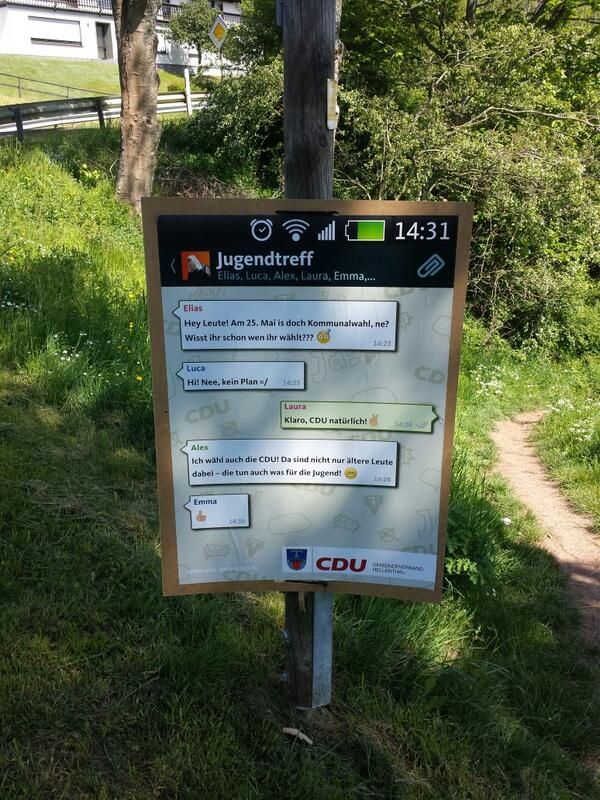 14:31
Jugendtreff
Elias, Luca, Alex, Laura, Emma,...
Elias
Hey Leute! Am 25. Mai is doch Kommunalwahl, ne?
Wisst ihr schon wen ihr wählt???
14:23
Luca
Hi! Nee, kein Plan =/
14:25
Laura
Klaro, CDU natürlich!
14:26
Alex
Ich wähl auch die CDU! Da sind nicht nur ältere Leute
dabei – die tun auch was für die Jugend!
14:28
Emma
14:30
CDU
GEMEINDEVERBAND
HELLENTHAL